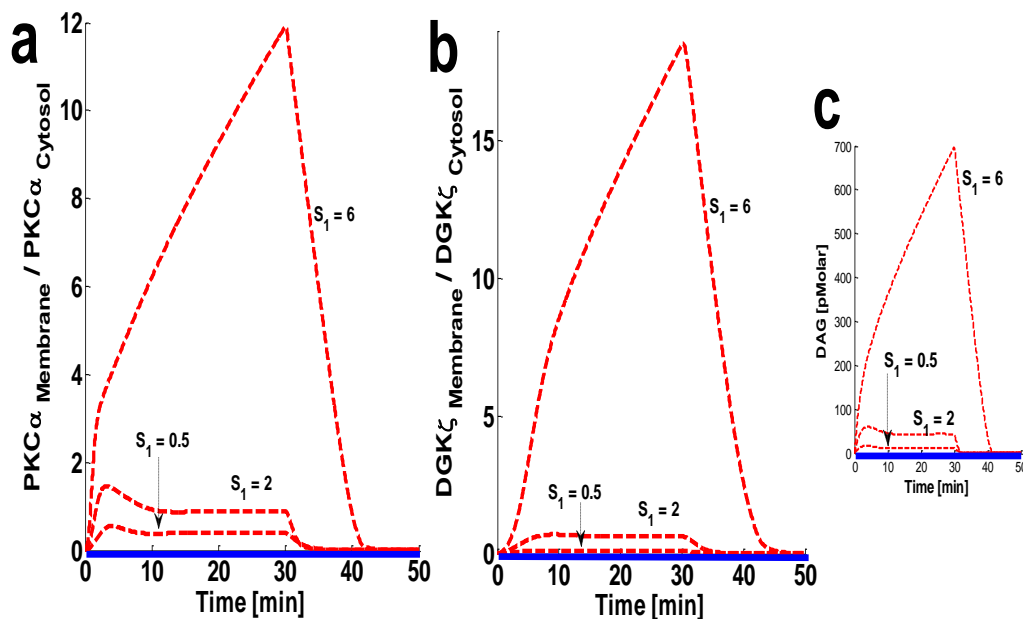 a
PKCα Membrane / PKCα Cytosol
12
10
8
6
4
2
0
S1 = 6
S1 = 0.5
S1 = 2
0 10 20 30 40 50
Time [min]
b
DGKζ Membrane / DGKζ Cytosol
15
10
5
0
S1 = 6
S1 = 0.5
S1 = 2
0 10 20 30 40 50
Time [min]
c
DAG [pMolar]
700
600
500
400
300
200
100
0
S1 = 6
S1 = 0.5
S1 = 2
0 10 20 30 40 50
Time [min]